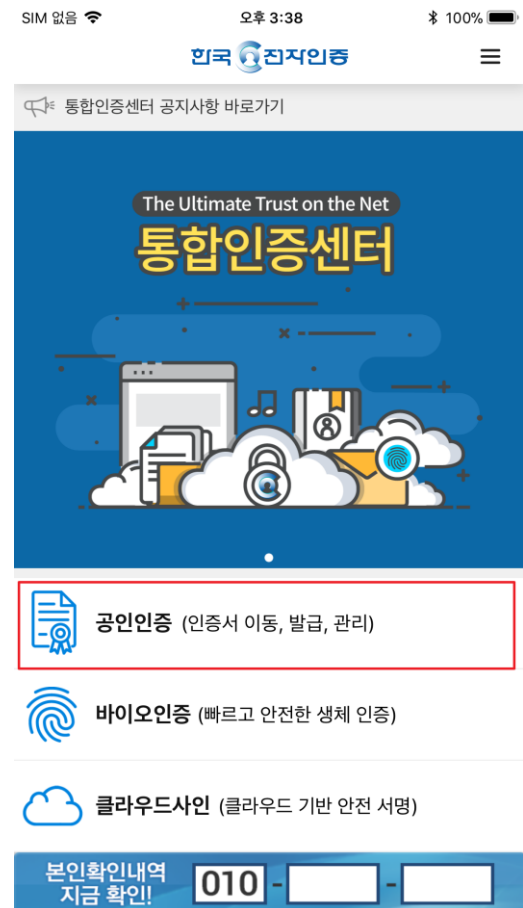 SIM 없음 오후 3:38 100%
한국전자인증
통합인증센터 공지사항 바로가기
The Ultimate Trust on the Net
통합인증센터
공인인증 (인증서 이동, 발급, 관리)
바이오인증 (빠르고 안전한 생체 인증)
클라우드사인 (클라우드 기반 안전 서명)
본인확인내역
지금 확인!
010 - -